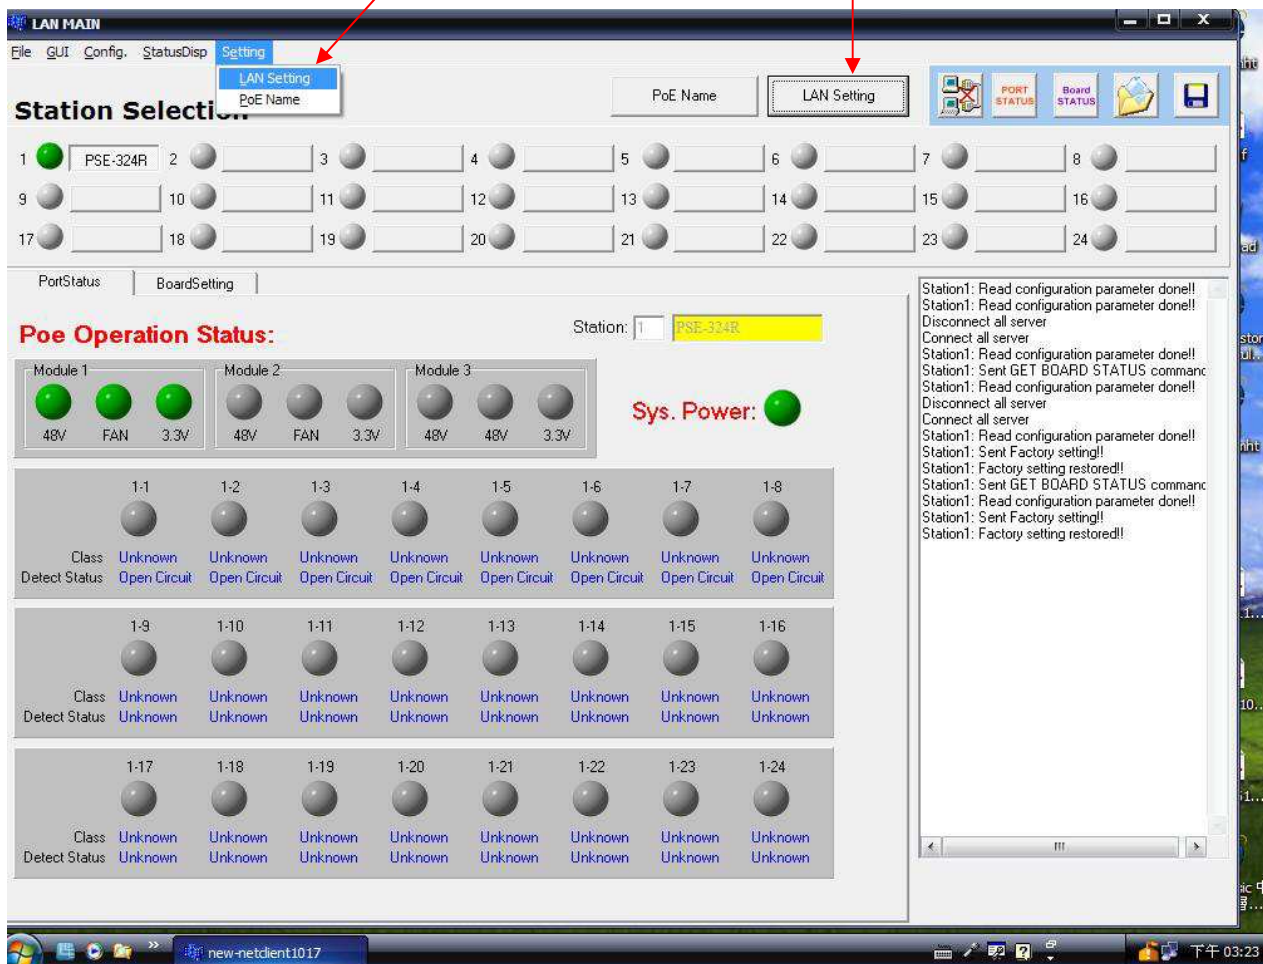 LAN MAIN
File GUI Config. StatusDisp Setting
LAN Setting
PoE Name
Station Selection
PoE Name LAN Setting PORT STATUS Board STATUS
1 PSE-324R 2 3 4 5 6 7 8
9 10 11 12 13 14 15 16
17 18 19 20 21 22 23 24
PortStatus BoardSetting
Poe Operation Status:
Station: 1 PSE-324R
Module 1 Module 2 Module 3
48V FAN 3.3V 48V FAN 3.3V 48V 48V 3.3V
Sys. Power:
1-1 1-2 1-3 1-4 1-5 1-6 1-7 1-8
Class Unknown Unknown Unknown Unknown Unknown Unknown Unknown Unknown
Detect Status Open Circuit Open Circuit Open Circuit Open Circuit Open Circuit Open Circuit Open Circuit Open Circuit
1-9 1-10 1-11 1-12 1-13 1-14 1-15 1-16
Class Unknown Unknown Unknown Unknown Unknown Unknown Unknown Unknown
Detect Status Unknown Unknown Unknown Unknown Unknown Unknown Unknown Unknown
1-17 1-18 1-19 1-20 1-21 1-22 1-23 1-24
Class Unknown Unknown Unknown Unknown Unknown Unknown Unknown Unknown
Detect Status Unknown Unknown Unknown Unknown Unknown Unknown Unknown Unknown
Station1: Read configuration parameter done!!
Station1: Read configuration parameter done!!
Disconnect all server
Connect all server
Station1: Read configuration parameter done!!
Station1: Sent GET BOARD STATUS command
Station1: Read configuration parameter done!!
Disconnect all server
Connect all server
Station1: Read configuration parameter done!!
Station1: Sent Factory setting!!
Station1: Factory setting restored!!
Station1: Sent GET BOARD STATUS command
Station1: Read configuration parameter done!!
Station1: Sent Factory setting!!
Station1: Factory setting restored!!
new-netclient1017
下午 03:23